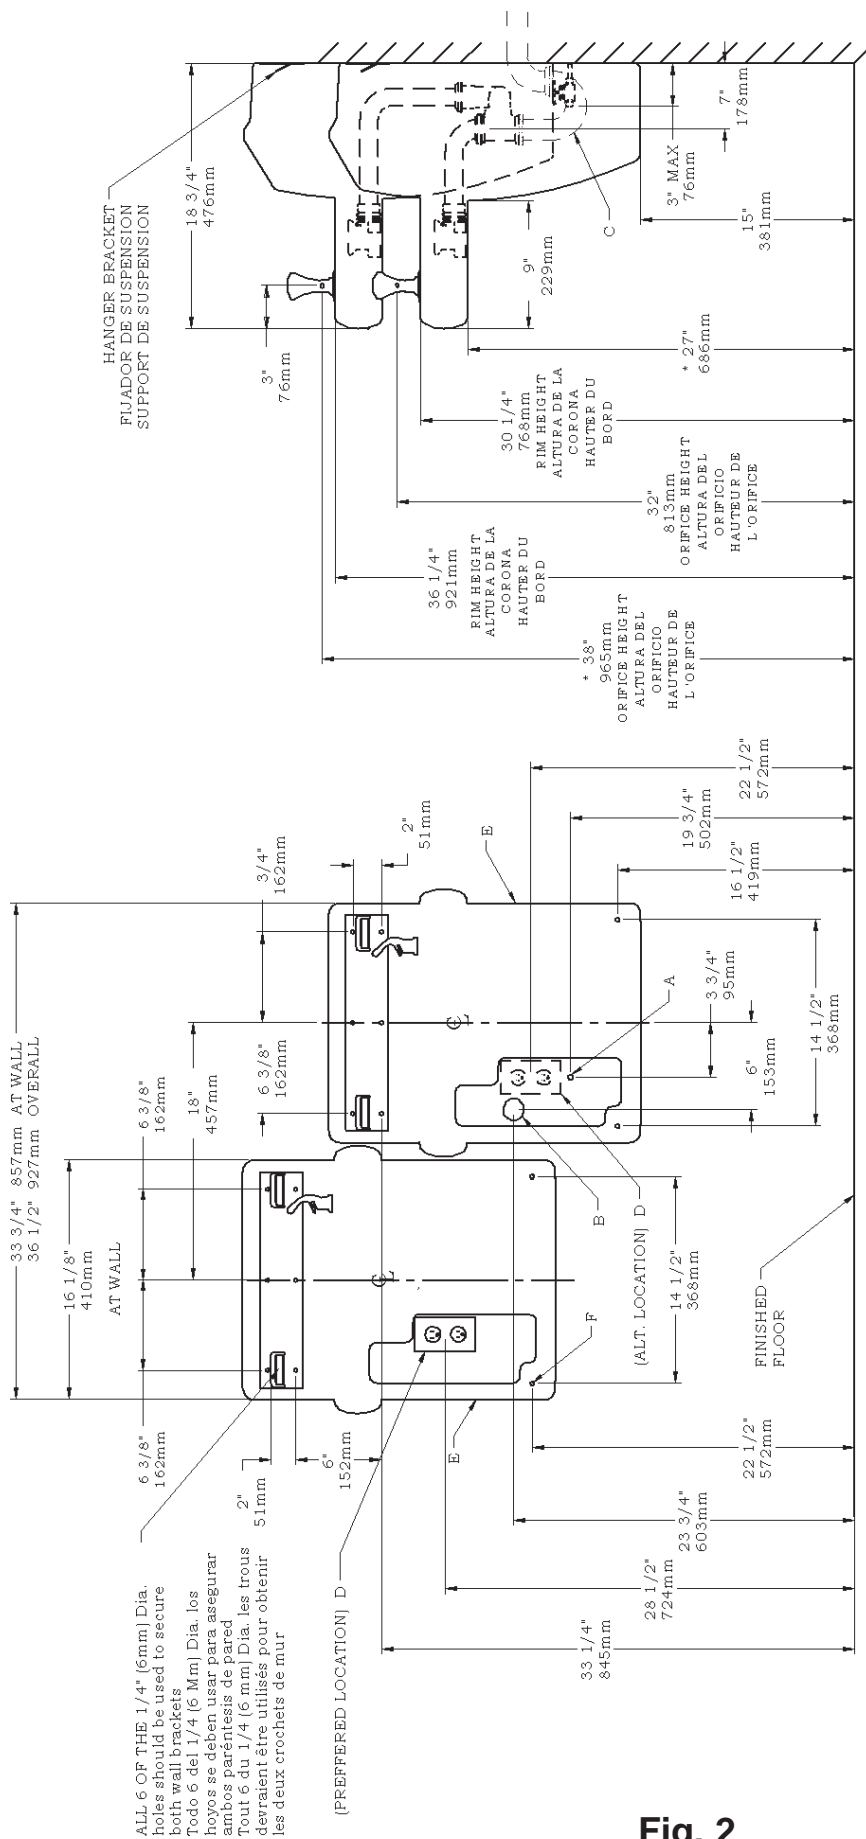 ALL 6 OF THE 1/4" (6mm) Dia.
holes should be used to secure
both wall brackets
Todo 6 del 1/4 (6 Mm) Dia. los
hoyos se deben usar para asegurar
ambos paréntesis de pared
Tout 6 du 1/4 (6 mm) Dia. les trous
devraient être utilisés pour obtenir
les deux crochets de mur
(PREFFERED LOCATION) D
33 3/4" 857mm AT WALL
36 1/2" 927mm OVERALL
16 1/8"
410mm
AT WALL
6 3/8"
162mm
6 3/8"
162mm
18"
457mm
6 3/8"
162mm
3/4"
162mm
2"
51mm
2"
51mm
6"
152mm
E
E
F
B
A
(ALT. LOCATION) D
14 1/2"
368mm
14 1/2"
368mm
3 3/4"
95mm
6"
153mm
33 1/4"
845mm
28 1/2"
724mm
23 3/4"
603mm
22 1/2"
572mm
FINISHED
FLOOR
16 1/2"
419mm
19 3/4"
502mm
22 1/2"
572mm
HANGER BRACKET
FIJADOR DE SUSPENSION
SUPPORT DE SUSPENSION
18 3/4"
476mm
3"
76mm
9"
229mm
C
7"
178mm
3" MAX
76mm
15"
381mm
* 27"
686mm
30 1/4"
768mm
RIM HEIGHT
ALTURA DE LA
CORONA
HAUTER DU
BORD
32"
813mm
ORIFICE HEIGHT
ALTURA DEL
ORIFICIO
HAUTEUR DE
L'ORIFICE
36 1/4"
921mm
RIM HEIGHT
ALTURA DE LA
CORONA
HAUTER DU
BORD
* 38"
965mm
ORIFICE HEIGHT
ALTURA DEL
ORIFICIO
HAUTEUR DE
L'ORIFICE
Fig. 2